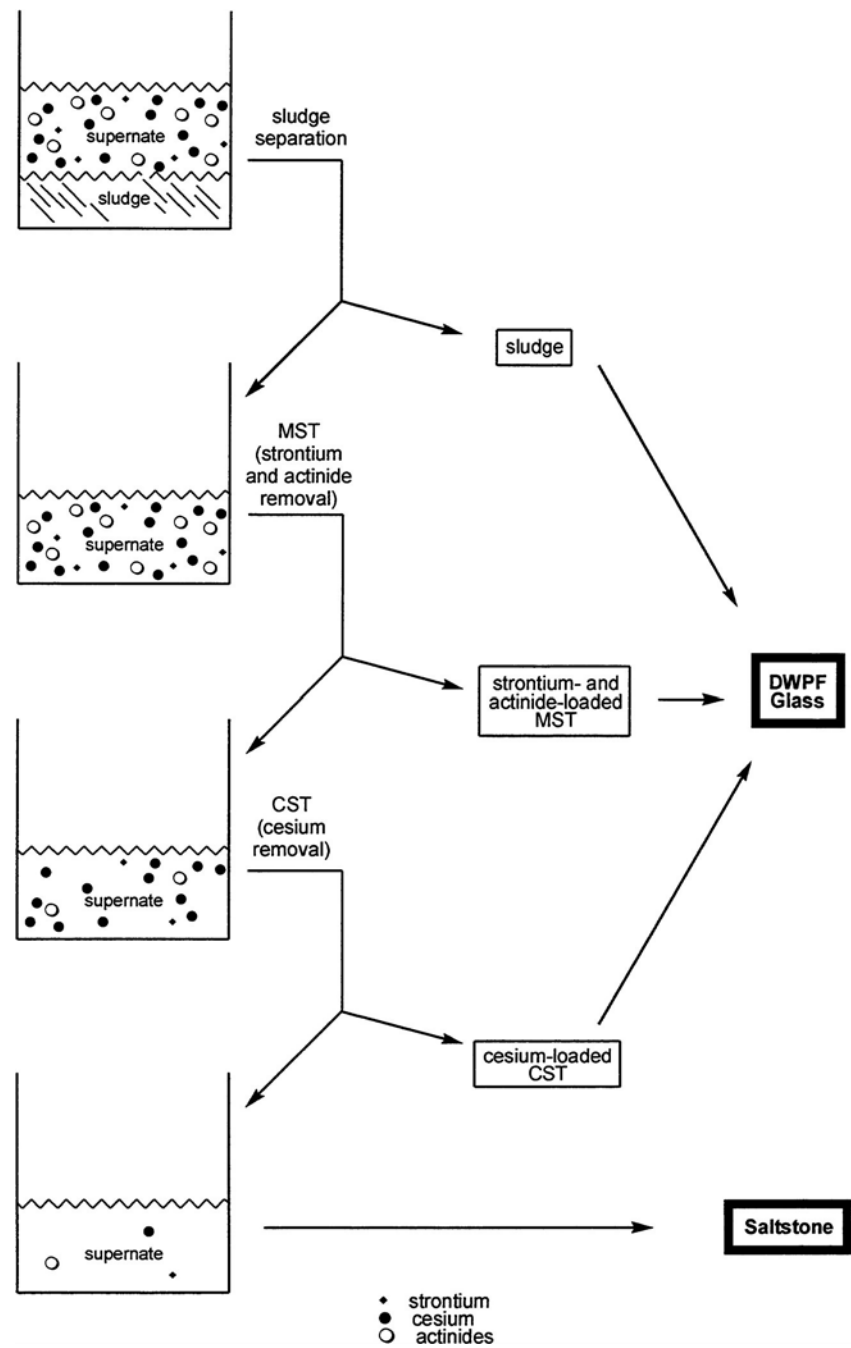 supernate
sludge
sludge
separation
sludge
MST
(strontium
and actinide
removal)
supernate
strontium- and
actinide-loaded
MST
DWPF
Glass
CST
(cesium
removal)
supernate
cesium-loaded
CST
supernate
Saltstone
strontium
cesium
actinides